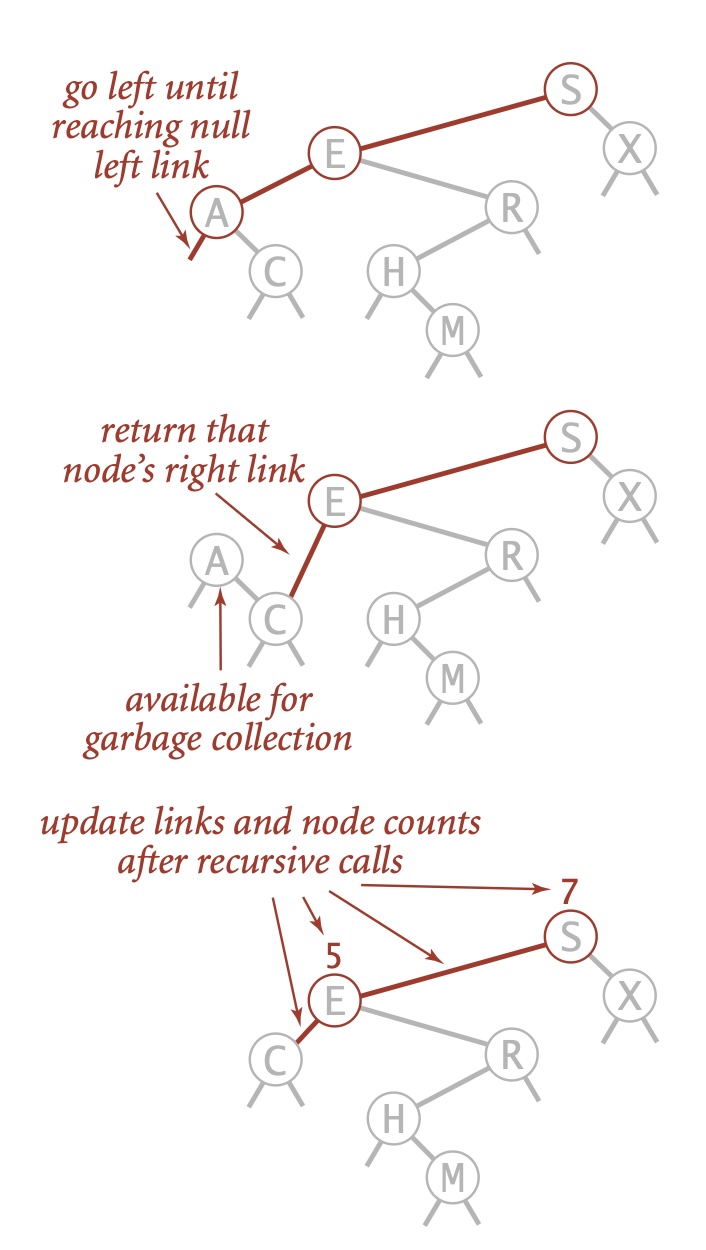 go left until
reaching null
left link
S
E
X
A
R
C
H
M
return that
node's right link
S
E
X
A
R
C
H
M
available for
garbage collection
update links and node counts
after recursive calls
7
5
S
E
X
C
R
H
M